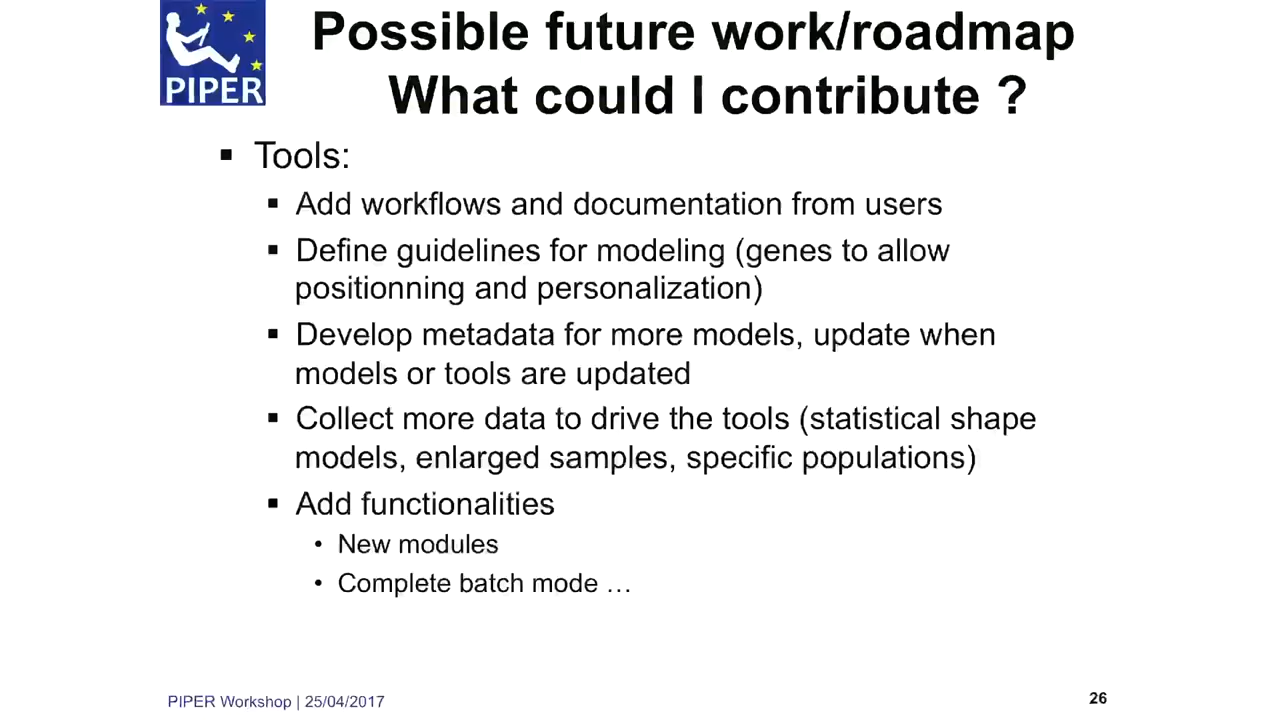 PIPER
Possible future work/roadmap
What could I contribute ?
▪ Tools:
▪ Add workflows and documentation from users
▪ Define guidelines for modeling (genes to allow
positionning and personalization)
▪ Develop metadata for more models, update when
models or tools are updated
▪ Collect more data to drive the tools (statistical shape
models, enlarged samples, specific populations)
▪ Add functionalities
• New modules
• Complete batch mode …
PIPER Workshop | 25/04/2017
26